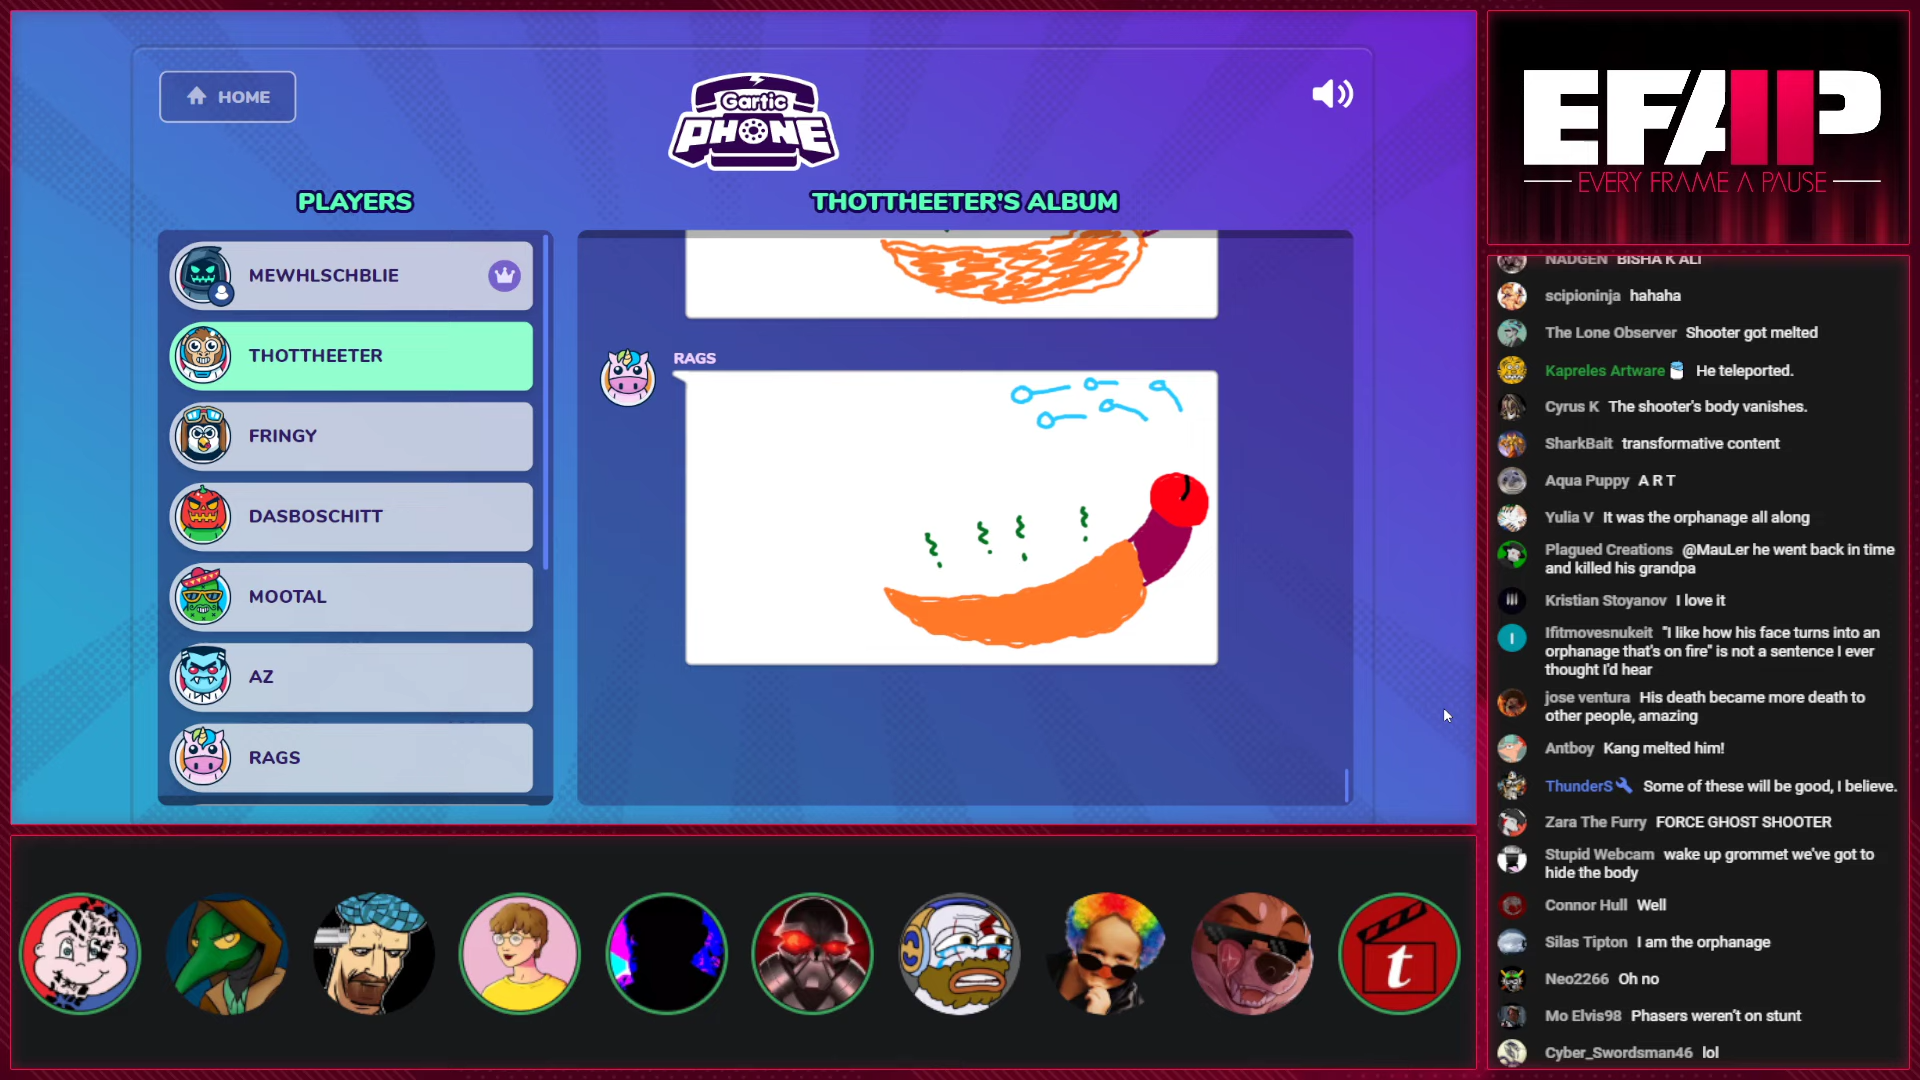 HOME
Gartic
PHONE
PLAYERS
THOTTHEETER'S ALBUM
MEWHLSCHBLIE
THOTTHEETER
FRINGY
DASBOSCHITT
MOOTAL
AZ
RAGS
RAGS
EFAP
EVERY FRAME A PAUSE
NADGEN BISHA K ALI
scipioninja hahaha
The Lone Observer Shooter got melted
Kapreles Artware He teleported.
Cyrus K The shooter's body vanishes.
SharkBait transformative content
Aqua Puppy A R T
Yulia V It was the orphanage all along
Plagued Creations @MauLer he went back in time
and killed his grandpa
Kristian Stoyanov I love it
I
Ifitmovesnukeit "I like how his face turns into an
orphanage that's on fire" is not a sentence I ever
thought I'd hear
jose ventura His death became more death to
other people, amazing
Antboy Kang melted him!
ThunderS Some of these will be good, I believe.
Zara The Furry FORCE GHOST SHOOTER
Stupid Webcam wake up grommet we've got to
hide the body
Connor Hull Well
Silas Tipton I am the orphanage
Neo2266 Oh no
Mo Elvis98 Phasers weren't on stunt
Cyber_Swordsman46 lol
t